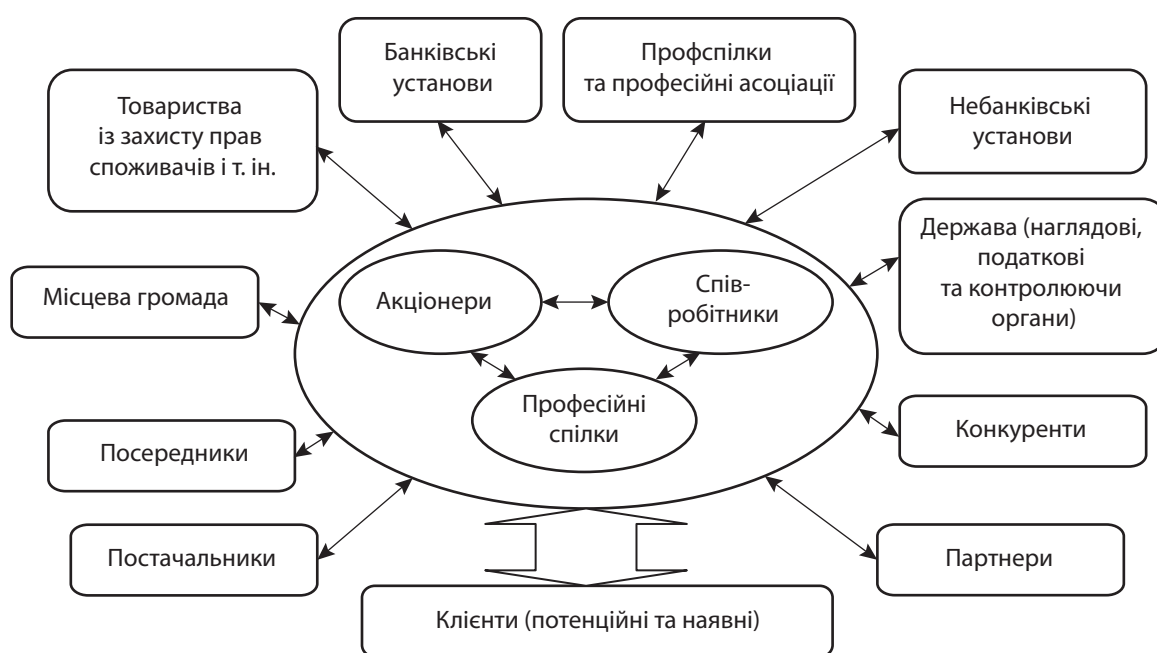 Банківські
установи
Профспілки
та професійні асоціації
Товариства
із захисту прав
споживачів і т. ін.
Небанківські
установи
Держава (наглядові,
податкові
та контролюючи
органи)
Місцева громада
Акціонери
Спів-
робітники
Професійні
спілки
Посередники
Конкуренти
Постачальники
Партнери
Клієнти (потенційні та наявні)